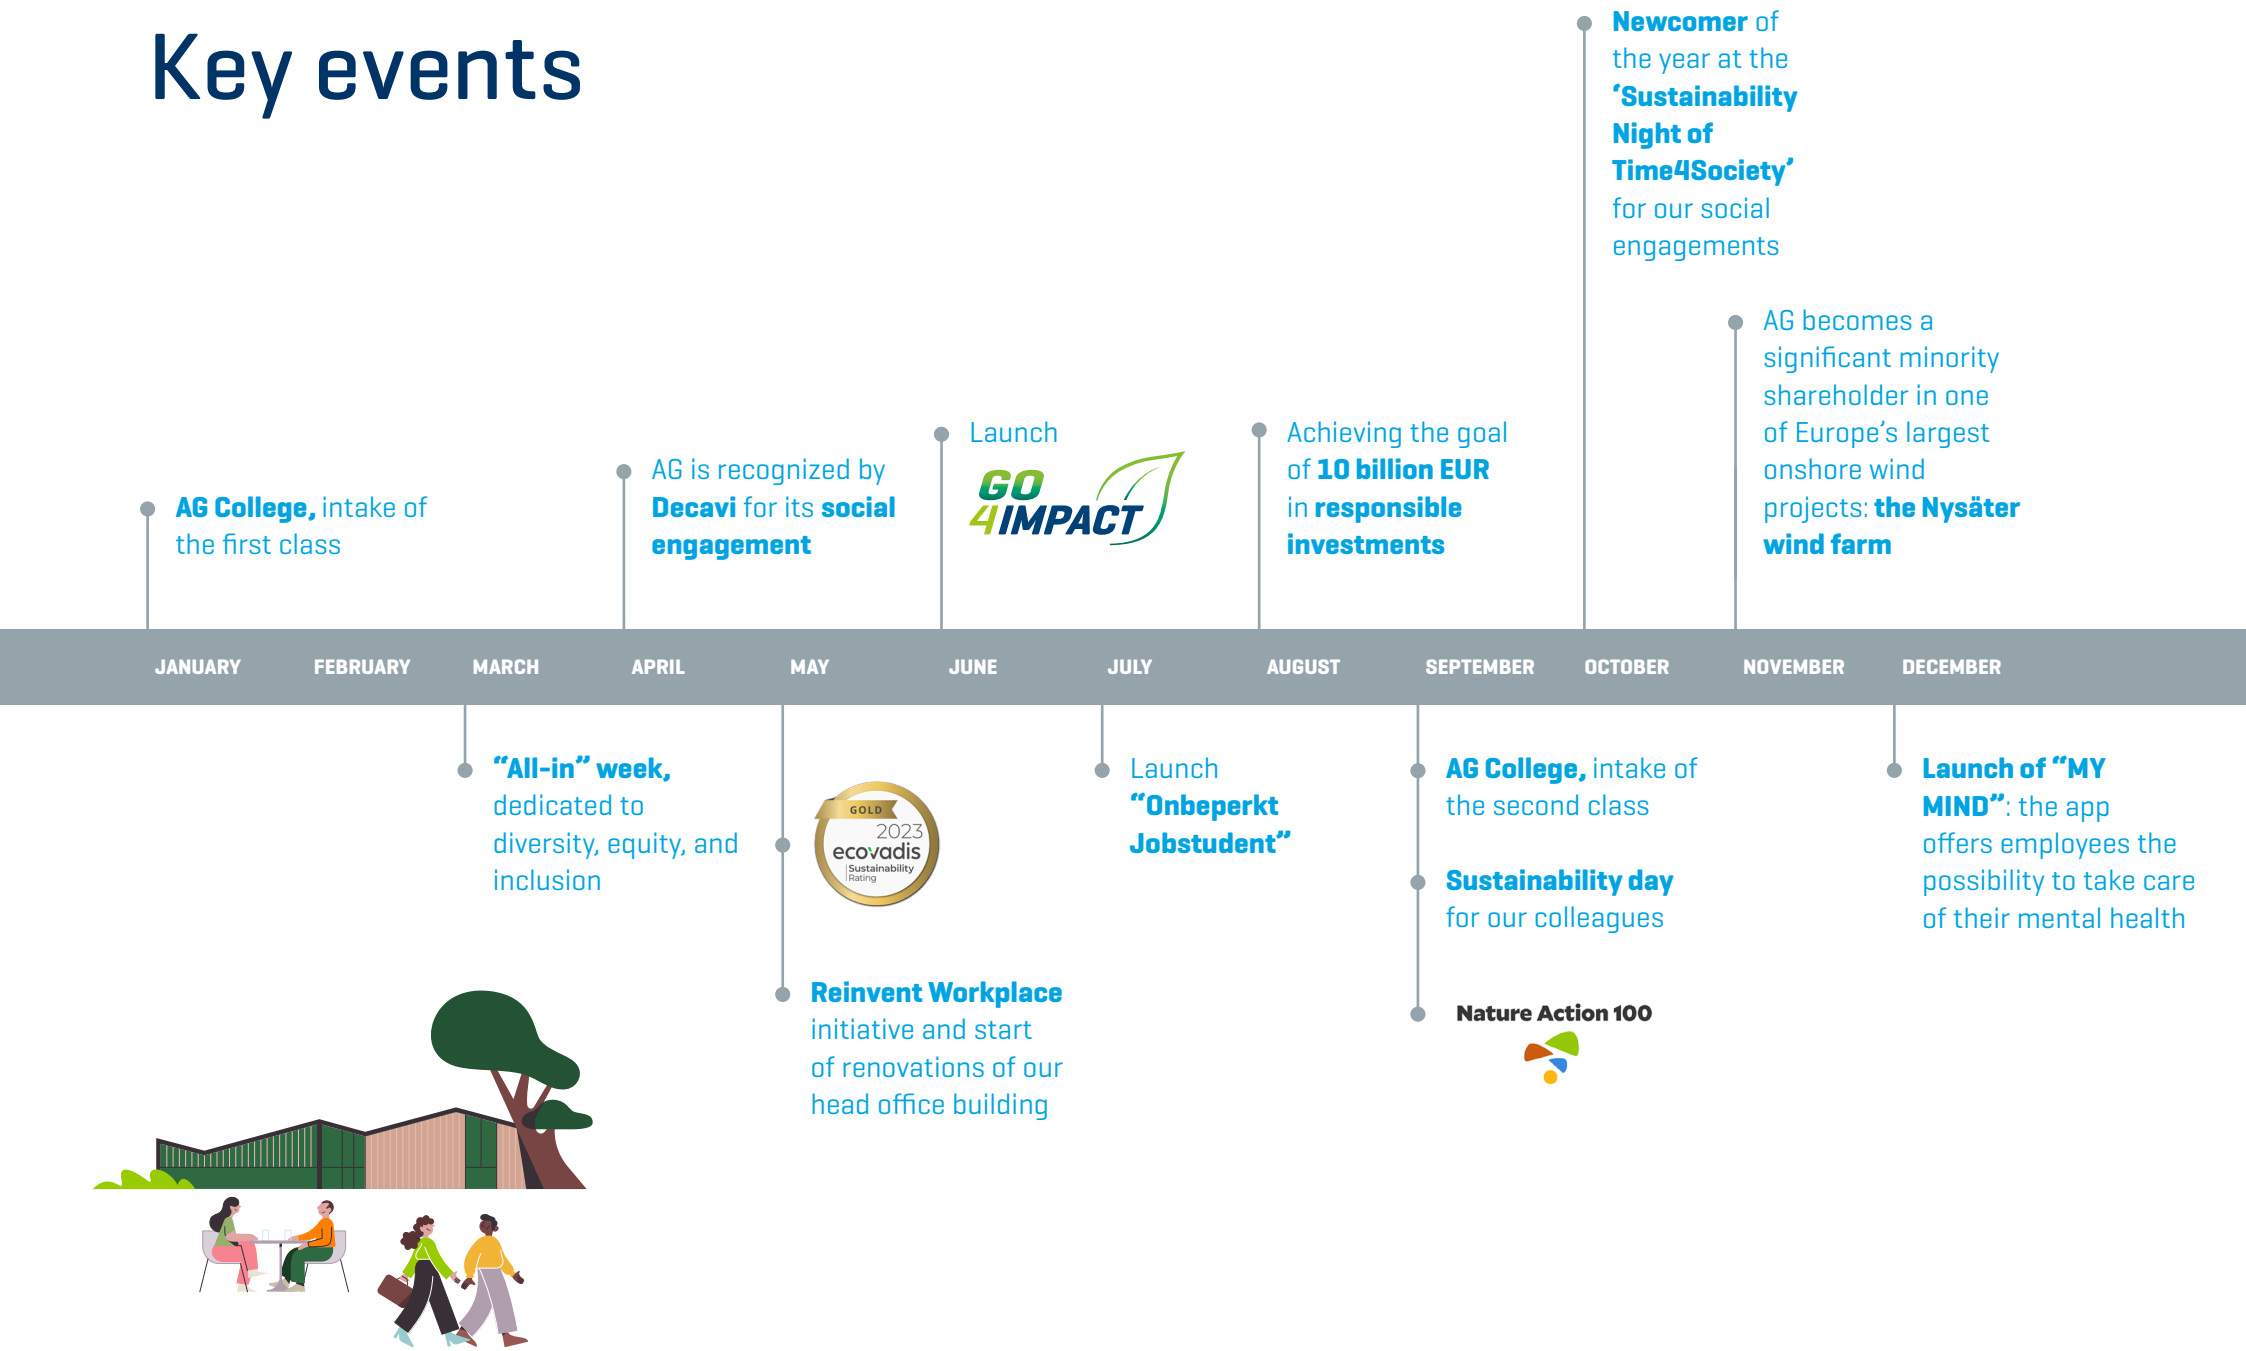 Key events
Newcomer of
the year at the
‘Sustainability
Night of
Time4Society’
for our social
engagements
AG becomes a
significant minority
shareholder in one
of Europe’s largest
onshore wind
projects: the Nysäter
wind farm
AG College, intake of
the first class
AG is recognized by
Decavi for its social
engagement
Launch
GO
4IMPACT
Achieving the goal
of 10 billion EUR
in responsible
investments
JANUARY
FEBRUARY
MARCH
APRIL
MAY
JUNE
JULY
AUGUST
SEPTEMBER
OCTOBER
NOVEMBER
DECEMBER
“All-in” week,
dedicated to
diversity, equity, and
inclusion
GOLD
2023
ecovadis
Sustainability
Rating
Reinvent Workplace
initiative and start
of renovations of our
head office building
Launch
“Onbeperkt
Jobstudent”
AG College, intake of
the second class
Sustainability day
for our colleagues
Nature Action 100
Launch of “MY
MIND”: the app
offers employees the
possibility to take care
of their mental health